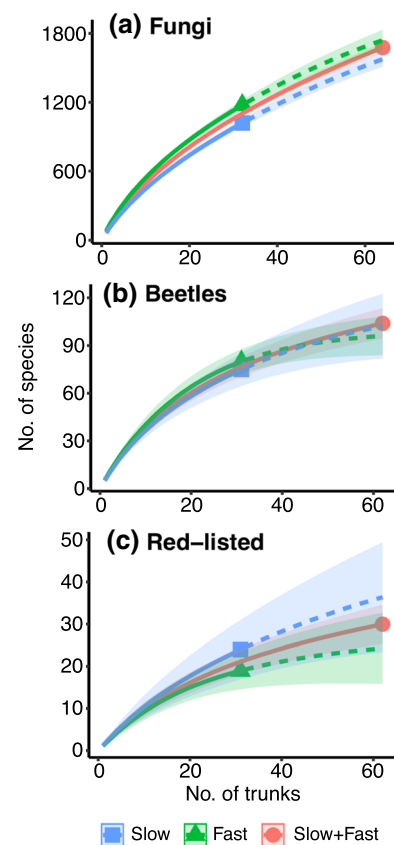 (a) Fungi
1800
1200
600
0
0 20 40 60
(b) Beetles
120
90
60
30
0
0 20 40 60
No. of species
(c) Red–listed
50
40
30
20
10
0
0 20 40 60
No. of trunks
Slow Fast Slow+Fast